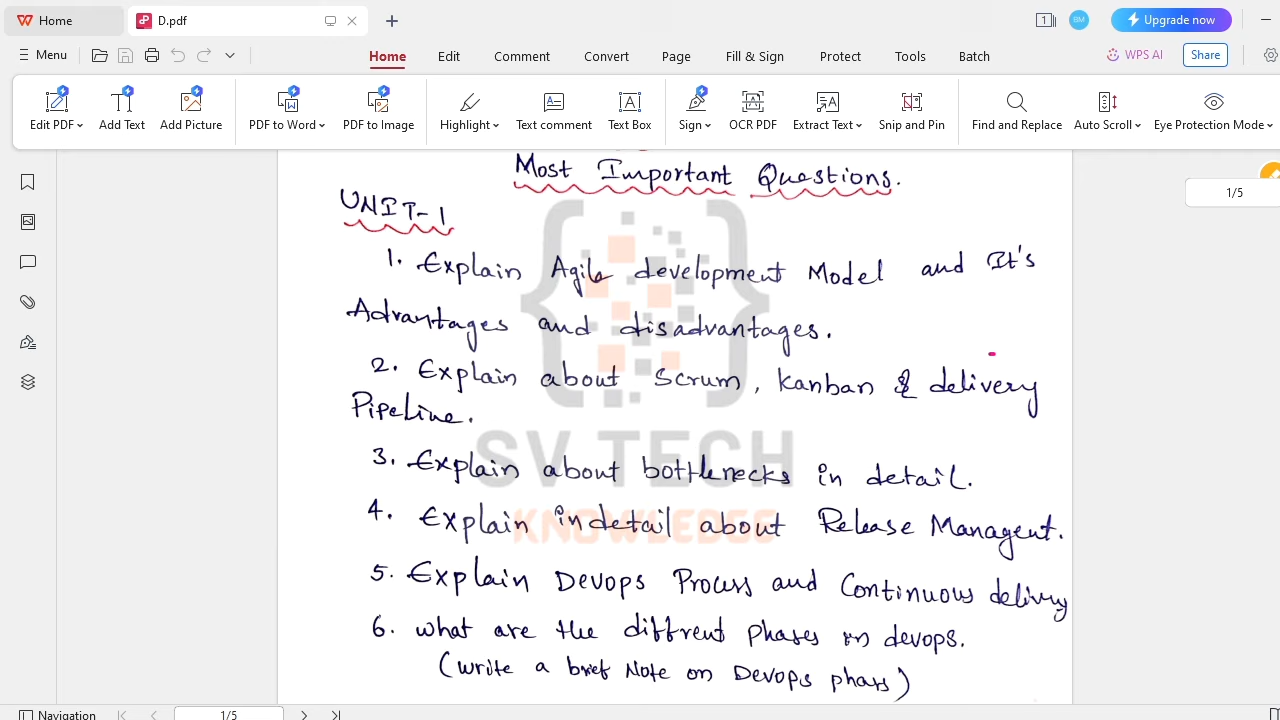 Home
D.pdf
1
BM
Upgrade now
Menu
Home
Edit
Comment
Convert
Page
Fill & Sign
Protect
Tools
Batch
WPS AI
Share
Edit PDF
Add Text
Add Picture
PDF to Word
PDF to Image
Highlight
Text comment
Text Box
Sign
OCR PDF
Extract Text
Snip and Pin
Find and Replace
Auto Scroll
Eye Protection Mode
1/5
Most Important Questions.
UNIT-1
1. Explain Agile development Model and It's
Advantages and disadvantages.
2. Explain about Scrum, Kanban & delivery
Pipeline.
3. Explain about bottlenecks in detail.
4. Explain indetail about Release Managent.
5. Explain Devops Process and Continuous delivry
6. what are the diffrent phases in devops.
(write a brief Note on Devops phass)
SV TECH
KNOWLEDGE
Navigation
1/5